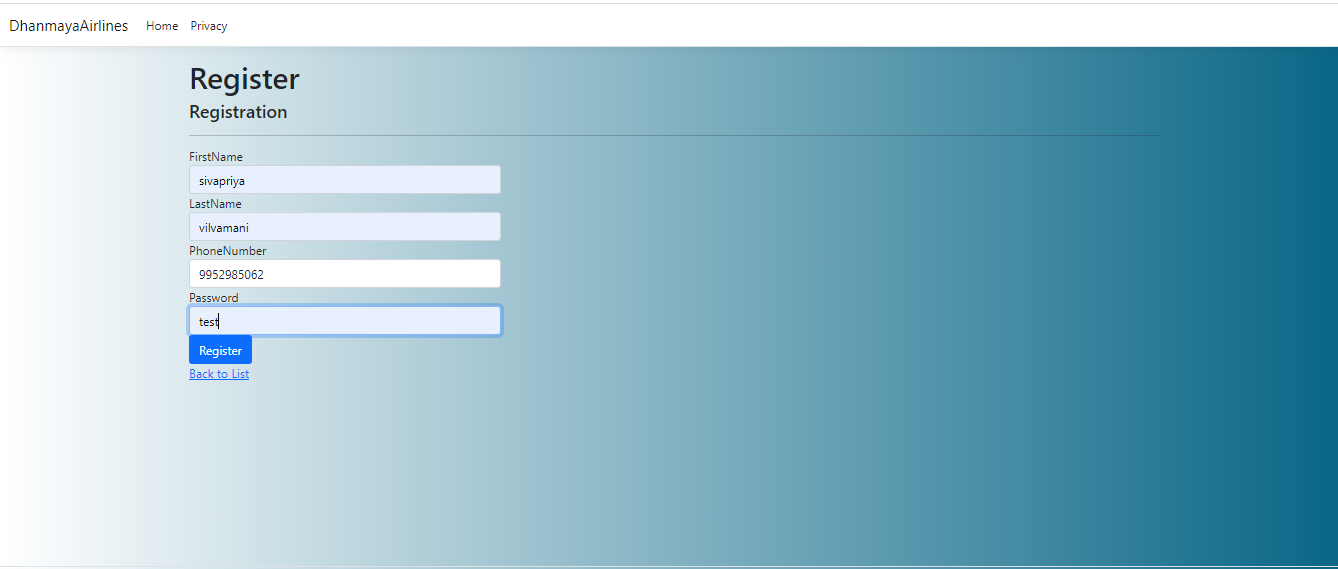 DhanmayaAirlines Home Privacy
Register
Registration
FirstName
sivapriya
LastName
vilvamani
PhoneNumber
9952985062
Password
test
Register
Back to List